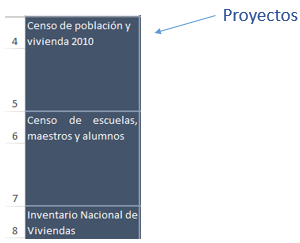 Proyectos
Censo de población y
4
vivienda 2010
5
Censo de escuelas,
6
maestros y alumnos
7
Inventario Nacional de
8
Viviendas